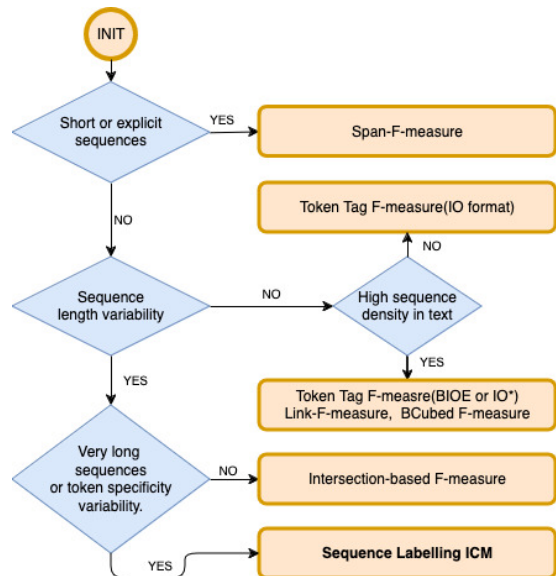 INIT
Short or explicit
sequences
YES
Span-F-measure
NO
Token Tag F-measure(IO format)
NO
Sequence
length variability
NO
High sequence
density in text
YES
YES
Token Tag F-measre(BIOE or IO*)
Link-F-measure, BCubed F-measure
Very long
sequences
or token specificity
variability.
NO
Intersection-based F-measure
YES
Sequence Labelling ICM